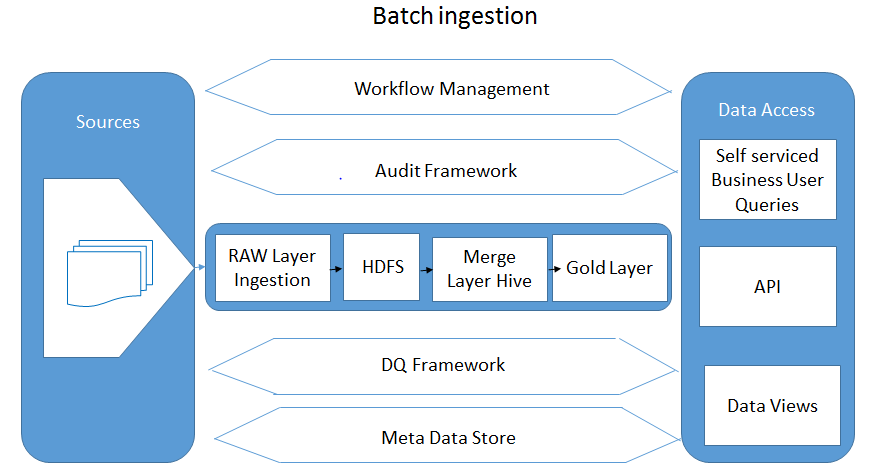 Batch ingestion
Workflow Management
Sources
Data Access
Audit Framework
Self serviced
Business User
Queries
RAW Layer
Ingestion
HDFS
Merge
Layer Hive
Gold Layer
API
DQ Framework
Data Views
Meta Data Store